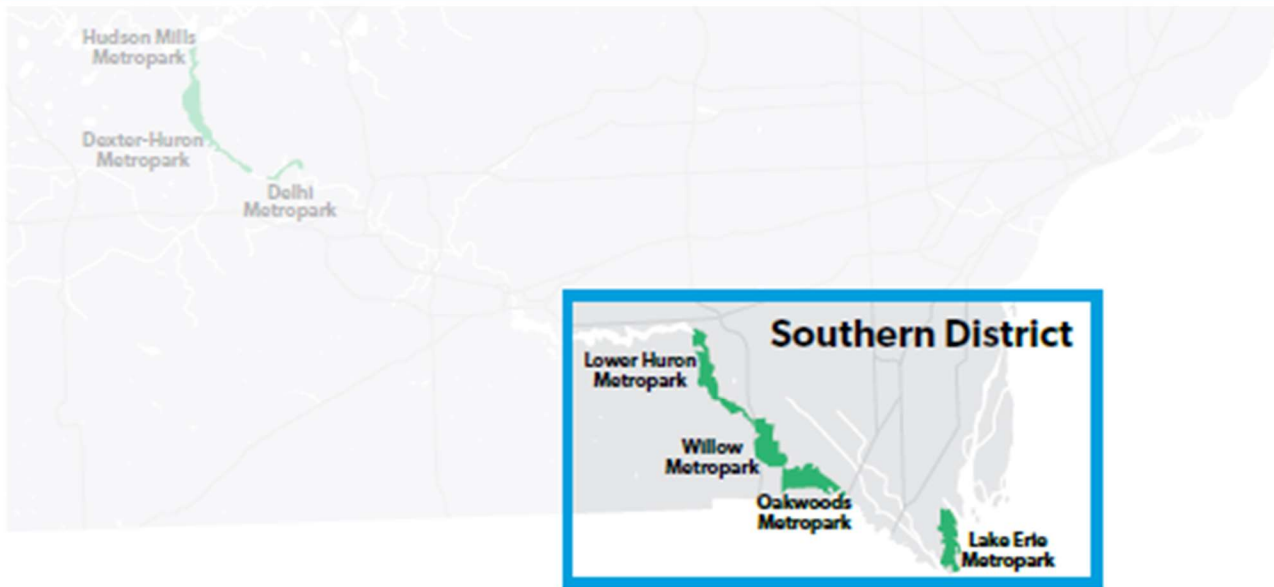 Hudson Mills
Metropark
Dexter-Huron
Metropark
Delhi
Metropark
Southern District
Lower Huron
Metropark
Willow
Metropark
Oakwoods
Metropark
Lake Erie
Metropark